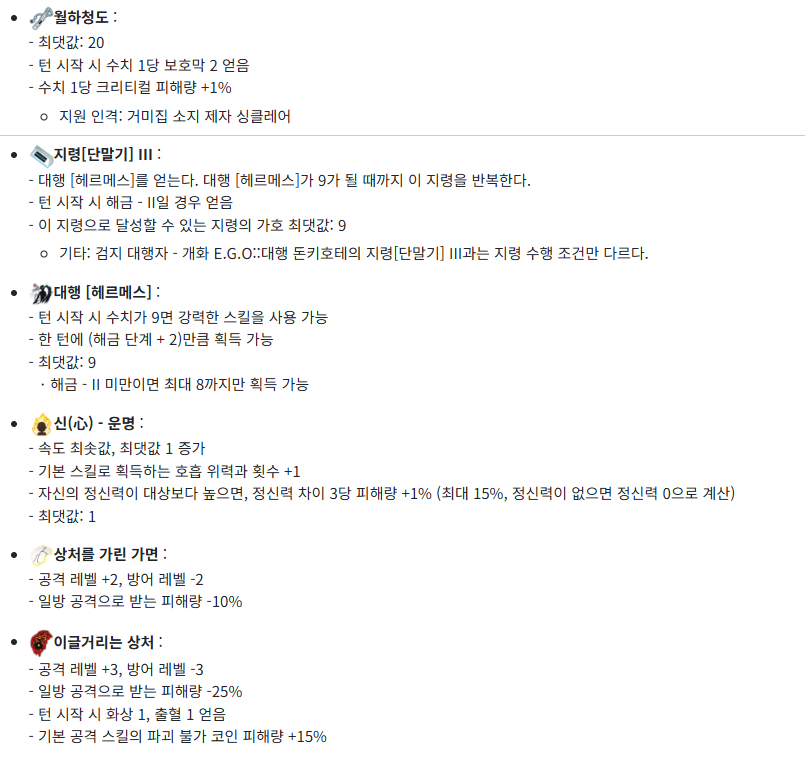 월하청도 :
- 최댓값: 20
- 턴 시작 시 수치 1당 보호막 2 얻음
- 수치 1당 크리티컬 피해량 +1%
지원 인격: 거미집 소지 제자 싱클레어
지령[단말기] III :
- 대행 [헤르메스]를 얻는다. 대행 [헤르메스]가 9가 될 때까지 이 지령을 반복한다.
- 턴 시작 시 해금 - II일 경우 얻음
- 이 지령으로 달성할 수 있는 지령의 가호 최댓값: 9
기타: 검지 대행자 - 개화 E.G.O::대행 돈키호테의 지령[단말기] III과는 지령 수행 조건만 다르다.
대행 [헤르메스] :
- 턴 시작 시 수치가 9면 강력한 스킬을 사용 가능
- 한 턴에 (해금 단계 + 2)만큼 획득 가능
- 최댓값: 9
· 해금 - II 미만이면 최대 8까지만 획득 가능
신(心) - 운명 :
- 속도 최솟값, 최댓값 1 증가
- 기본 스킬로 획득하는 호흡 위력과 횟수 +1
- 자신의 정신력이 대상보다 높으면, 정신력 차이 3당 피해량 +1% (최대 15%, 정신력이 없으면 정신력 0으로 계산)
- 최댓값: 1
상처를 가린 가면 :
- 공격 레벨 +2, 방어 레벨 -2
- 일방 공격으로 받는 피해량 -10%
이글거리는 상처 :
- 공격 레벨 +3, 방어 레벨 -3
- 일방 공격으로 받는 피해량 -25%
- 턴 시작 시 화상 1, 출혈 1 얻음
- 기본 공격 스킬의 파괴 불가 코인 피해량 +15%